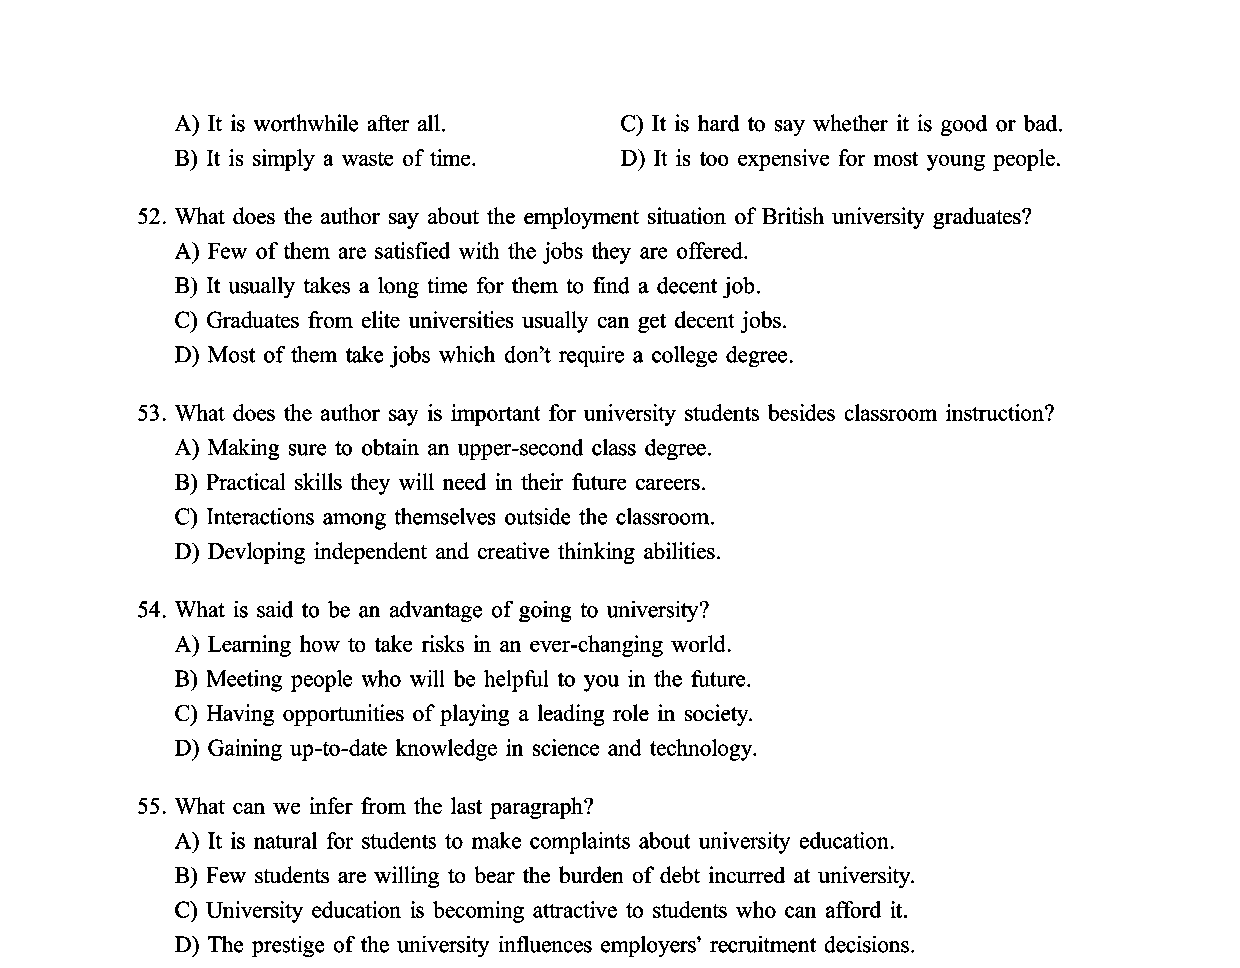 A) It is worthwhile after all. C) It is hard to say whether it is good or bad.
B) It is simply a waste of time. D) It is too expensive for most young people.
52. What does the author say about the employment situation of British university graduates?
A) Few of them are satisfied with the jobs they are offered.
B) It usually takes a long time for them to find a decent job.
C) Graduates from elite universities usually can get decent jobs.
D) Most of them take jobs which don't require a college degree.
53. What does the author say is important for university students besides classroom instruction?
A) Making sure to obtain an upper-second class degree.
B) Practical skills they will need in their future careers.
C) Interactions among themselves outside the classroom.
D) Devloping independent and creative thinking abilities.
54. What is said to be an advantage of going to university?
A) Learning how to take risks in an ever-changing world.
B) Meeting people who will be helpful to you in the future.
C) Having opportunities of playing a leading role in society.
D) Gaining up-to-date knowledge in science and technology.
55. What can we infer from the last paragraph?
A) It is natural for students to make complaints about university education.
B) Few students are willing to bear the burden of debt incurred at university.
C) University education is becoming attractive to students who can afford it.
D) The prestige of the university influences employers' recruitment decisions.